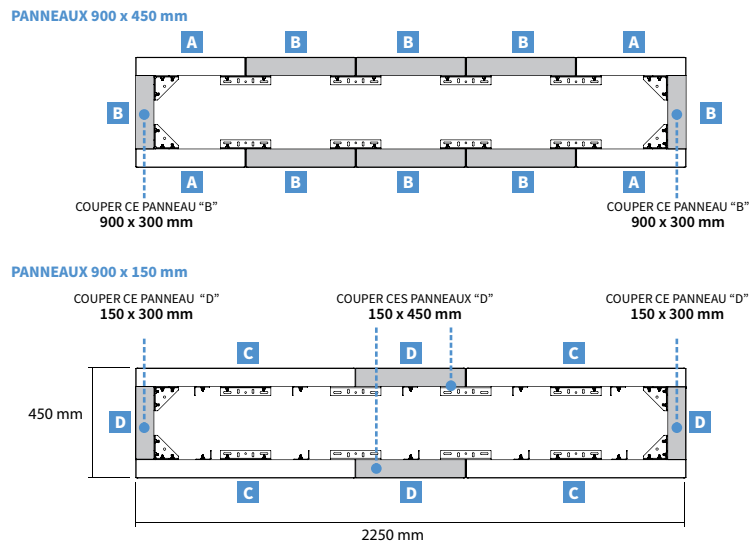 PANNEAUX 900 x 450 mm
A B B B A
B B
A B B B A
COUPER CE PANNEAU “B”
900 x 300 mm
COUPER CE PANNEAU “B”
900 x 300 mm
PANNEAUX 900 x 150 mm
COUPER CE PANNEAU “D”
150 x 300 mm
COUPER CES PANNEAUX “D”
150 x 450 mm
COUPER CE PANNEAU “D”
150 x 300 mm
C D C
450 mm
D D
C D C
2250 mm